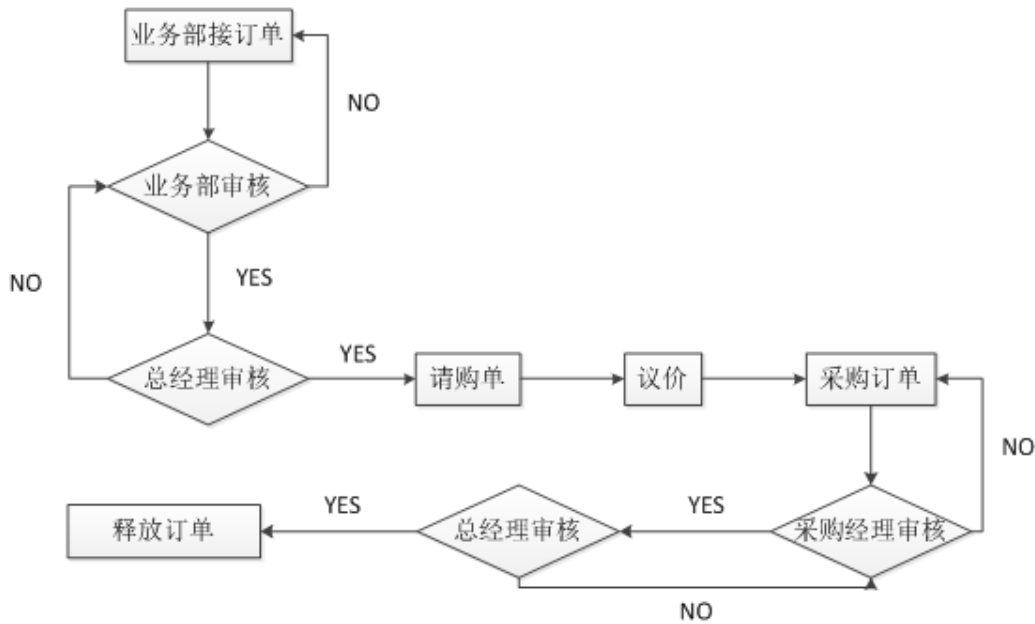 业务部接订单
NO
业务部审核
NO
YES
总经理审核
YES
请购单
议价
采购订单
NO
采购经理审核
YES
总经理审核
YES
释放订单
NO